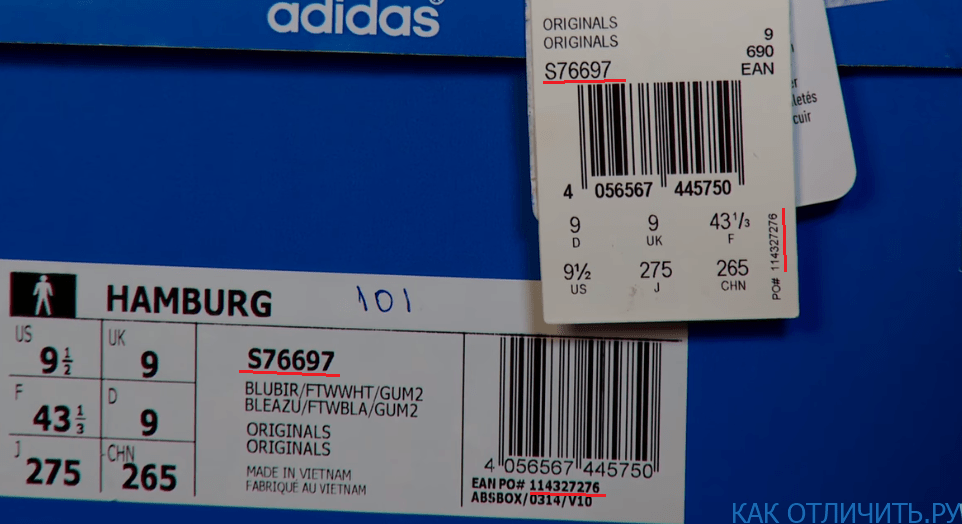 adidas®
ORIGINALS
ORIGINALS
9
690
S76697
EAN
letés
cuir
4 056567 445750
9 9 43 1/3
D UK F
9½ 275 265
US J CHN
PO# 114327276
HAMBURG
101
US 9 1/2 UK 9
F 43 1/3 D 9
J 275 CHN 265
S76697
BLUBIR/FTWWHT/GUM2
BLEAZU/FTWBLA/GUM2
ORIGINALS
ORIGINALS
MADE IN VIETNAM
FABRIQUÉ AU VIETNAM
4 056567 445750
EAN PO# 114327276
ABSBOX/0314/V10
КАК ОТЛИЧИТЬ.РУ